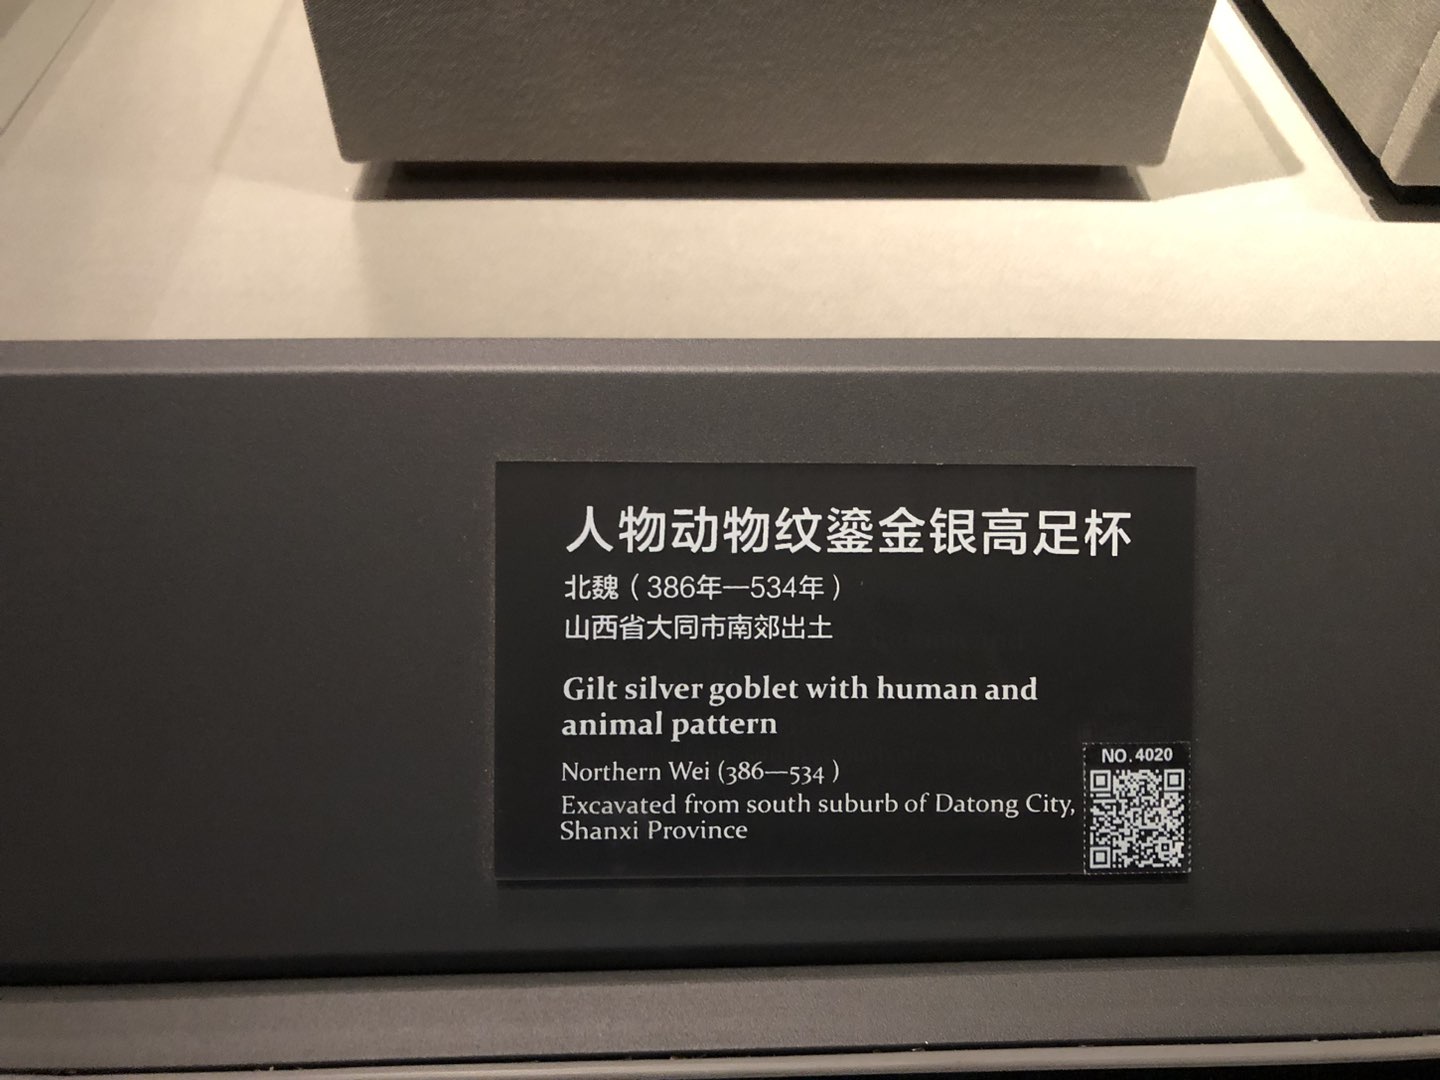 人物动物纹鎏金银高足杯
北魏（386年—534年）
山西省大同市南郊出土
Gilt silver goblet with human and
animal pattern
Northern Wei (386—534 )
Excavated from south suburb of Datong City,
Shanxi Province
NO.4020